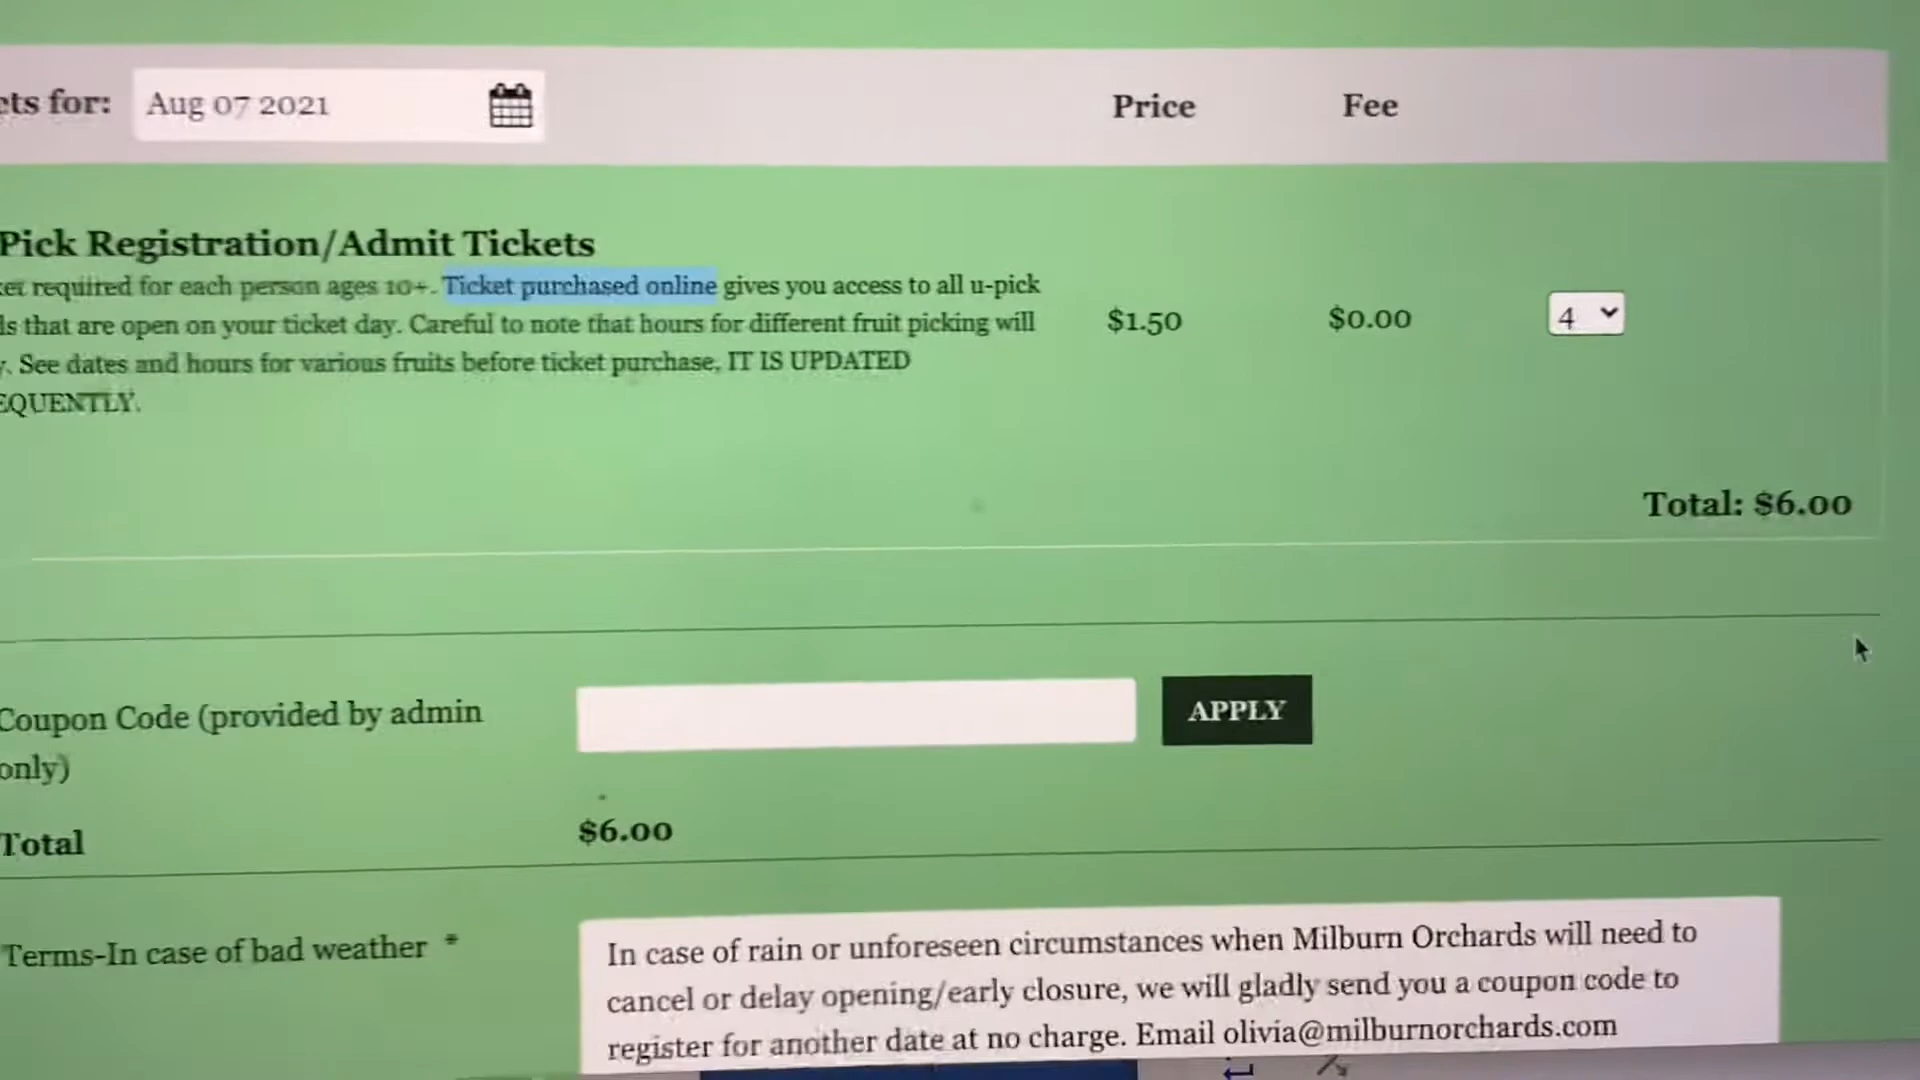 cts for: Aug 07 2021 Price Fee
Pick Registration/Admit Tickets
ket required for each person ages 10+. Ticket purchased online gives you access to all u-pick
ls that are open on your ticket day. Careful to note that hours for different fruit picking will
$1.50 $0.00 4
y. See dates and hours for various fruits before ticket purchase, IT IS UPDATED
EQUENTLY.
Total: $6.00
Coupon Code (provided by admin
only)
APPLY
Total $6.00
Terms-In case of bad weather *
In case of rain or unforeseen circumstances when Milburn Orchards will need to
cancel or delay opening/early closure, we will gladly send you a coupon code to
register for another date at no charge. Email olivia@milburnorchards.com